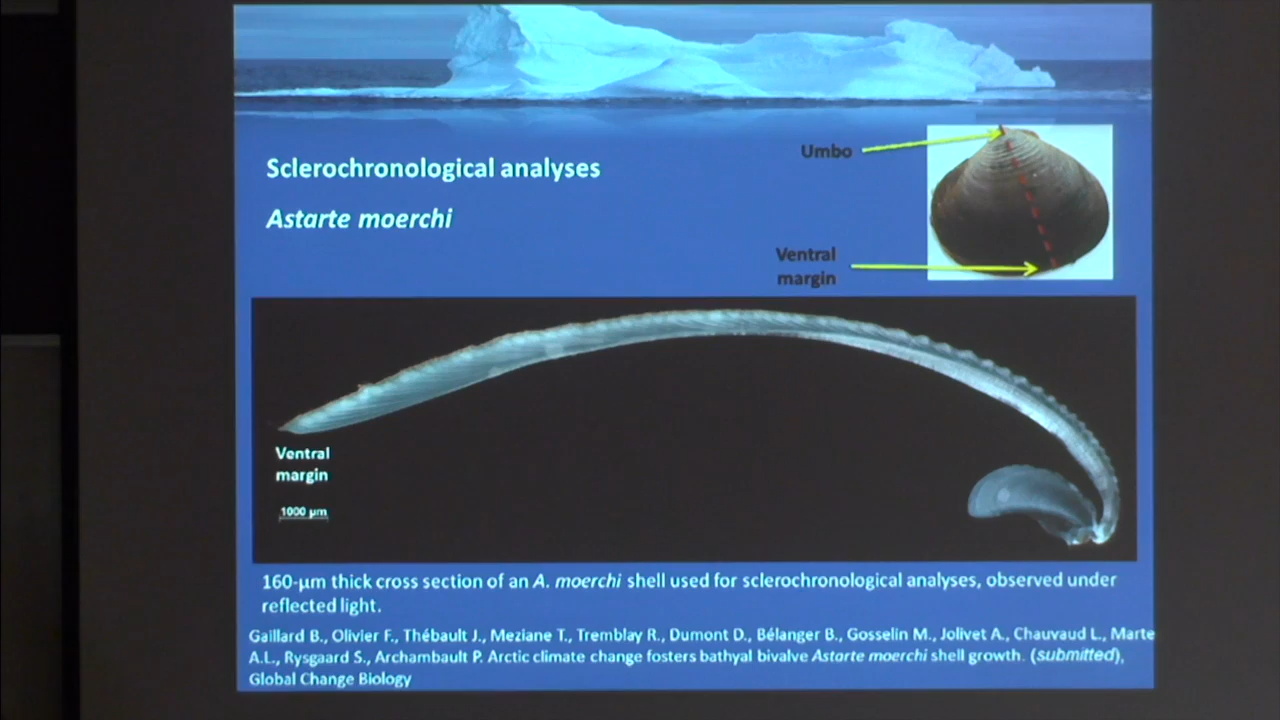 Sclerochronological analyses
Astarte moerchi
Umbo
Ventral
margin
Ventral
margin
1000 µm
160-µm thick cross section of an A. moerchi shell used for sclerochronological analyses, observed under
reflected light.
Gaillard B., Olivier F., Thébault J., Meziane T., Tremblay R., Dumont D., Bélanger B., Gosselin M., Jolivet A., Chauvaud L., Marte
A.L., Rysgaard S., Archambault P. Arctic climate change fosters bathyal bivalve Astarte moerchi shell growth. (submitted),
Global Change Biology